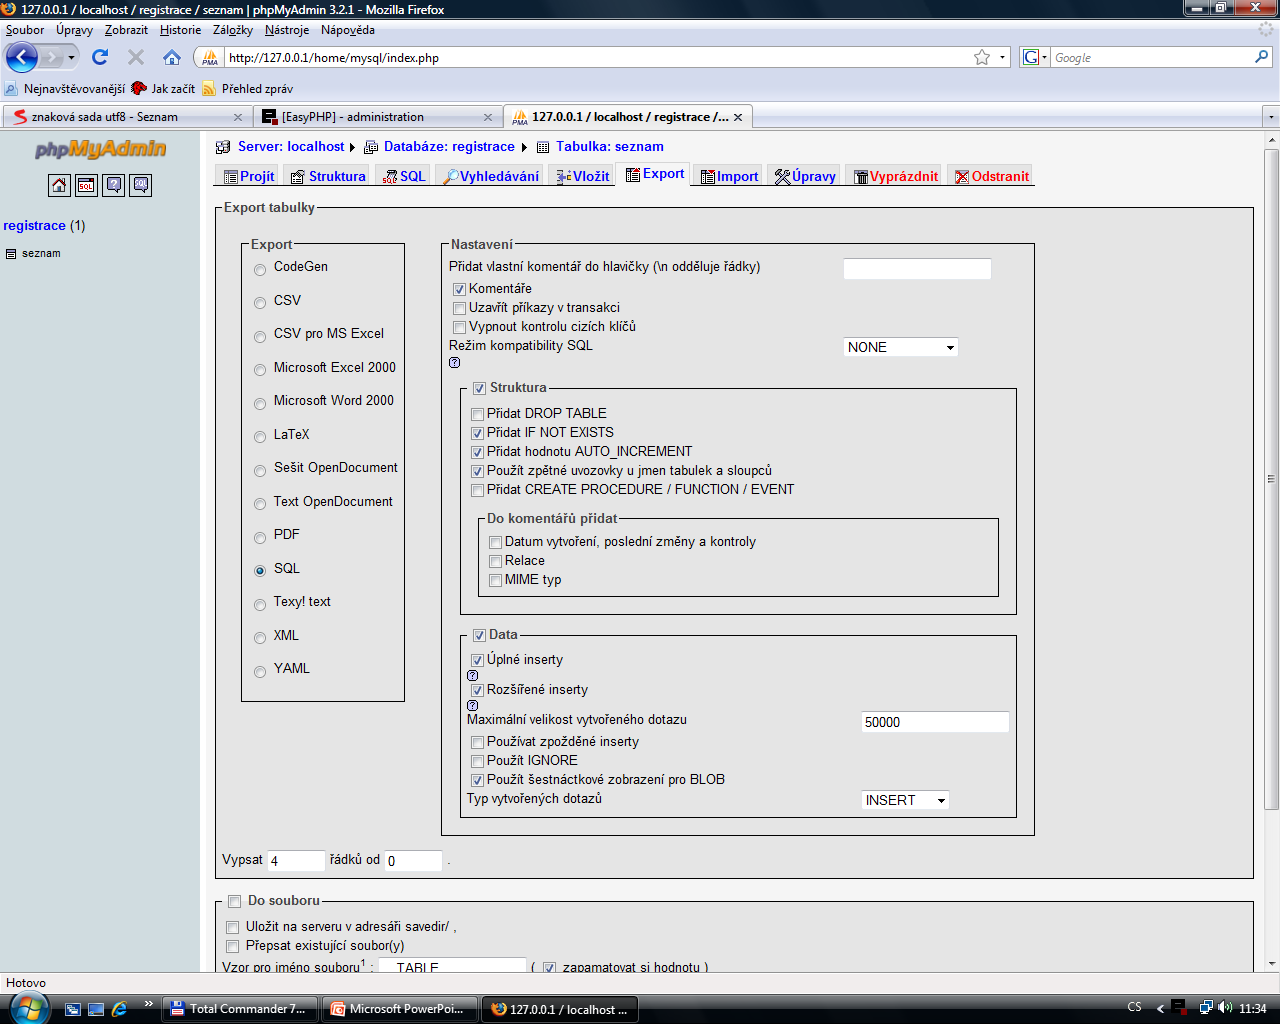 127.0.0.1 / localhost / registrace / seznam | phpMyAdmin 3.2.1 - Mozilla Firefox
Soubor Úpravy Zobrazit Historie Záložky Nástroje Nápověda
PMA http://127.0.0.1/home/mysql/index.php G Google
Nejnavštěvovanější Jak začít Přehled zpráv
znaková sada utf8 - Seznam [EasyPHP] - administration PMA 127.0.0.1 / localhost / registrace /...
phpMyAdmin
SQL
registrace (1)
seznam
Server: localhost Databáze: registrace Tabulka: seznam
Projít Struktura SQL Vyhledávání Vložit Export Import Úpravy Vyprázdnit Odstranit
Export tabulky
Export
CodeGen
CSV
CSV pro MS Excel
Microsoft Excel 2000
Microsoft Word 2000
LaTeX
Sešit OpenDocument
Text OpenDocument
PDF
SQL
Texy! text
XML
YAML
Nastavení
Přidat vlastní komentář do hlavičky (\n odděluje řádky)
Komentáře
Uzavřít příkazy v transakci
Vypnout kontrolu cizích klíčů
Režim kompatibility SQL NONE
?
Struktura
Přidat DROP TABLE
Přidat IF NOT EXISTS
Přidat hodnotu AUTO_INCREMENT
Použít zpětné uvozovky u jmen tabulek a sloupců
Přidat CREATE PROCEDURE / FUNCTION / EVENT
Do komentářů přidat
Datum vytvoření, poslední změny a kontroly
Relace
MIME typ
Data
Úplné inserty
?
Rozšířené inserty
?
Maximální velikost vytvořeného dotazu 50000
Používat zpožděné inserty
Použít IGNORE
Použít šestnáctkové zobrazení pro BLOB
Typ vytvořených dotazů INSERT
Vypsat 4 řádků od 0 .
Do souboru
Uložit na serveru v adresáři savedir/ ,
Přepsat existující soubor(y)
Vzor pro jméno souboru1 : __TABLE__ ( zapamatovat si hodnotu )
Hotovo
» Total Commander 7... Microsoft PowerPoi... 127.0.0.1 / localhost ... CS 11:34